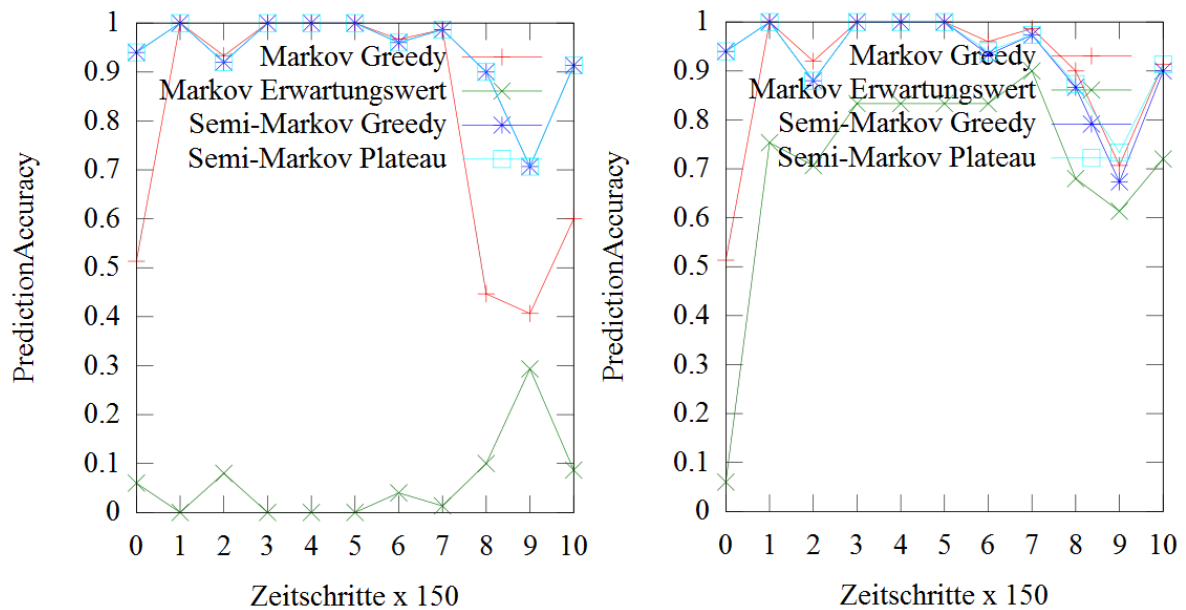 1
0.9
0.8
0.7
0.6
0.5
0.4
0.3
0.2
0.1
0
PredictionAccuracy
Markov Greedy
Markov Erwartungswert
Semi-Markov Greedy
Semi-Markov Plateau
0 1 2 3 4 5 6 7 8 9 10
Zeitschritte x 150
1
0.9
0.8
0.7
0.6
0.5
0.4
0.3
0.2
0.1
0
PredictionAccuracy
Markov Greedy
Markov Erwartungswert
Semi-Markov Greedy
Semi-Markov Plateau
0 1 2 3 4 5 6 7 8 9 10
Zeitschritte x 150